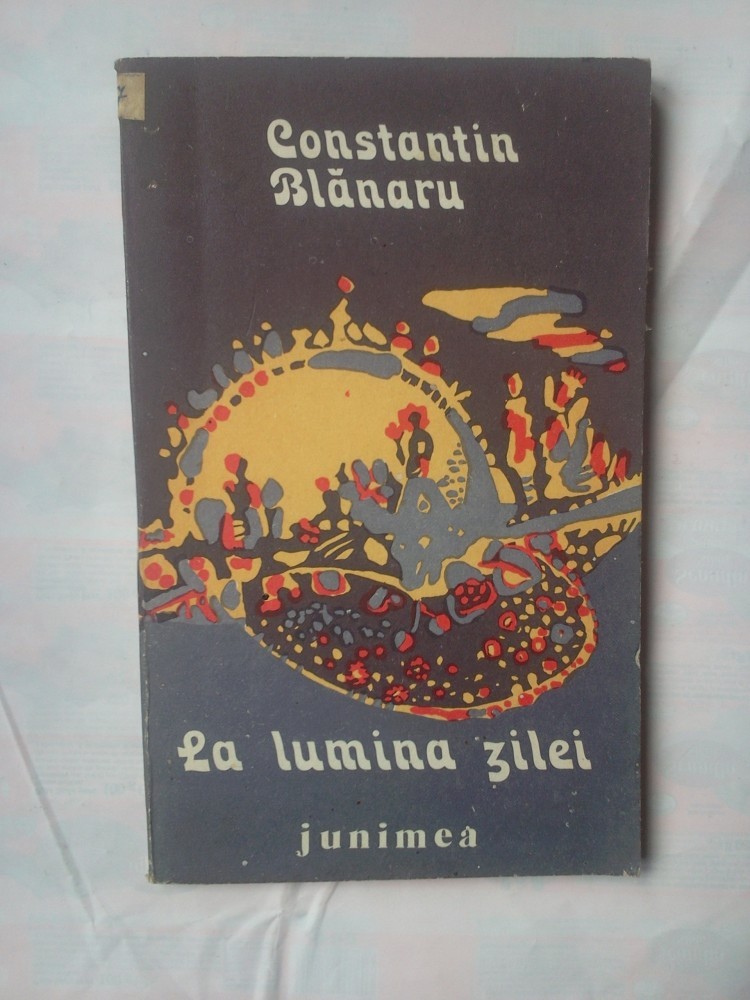 Constantin
Blănaru
La lumina zilei
junimea